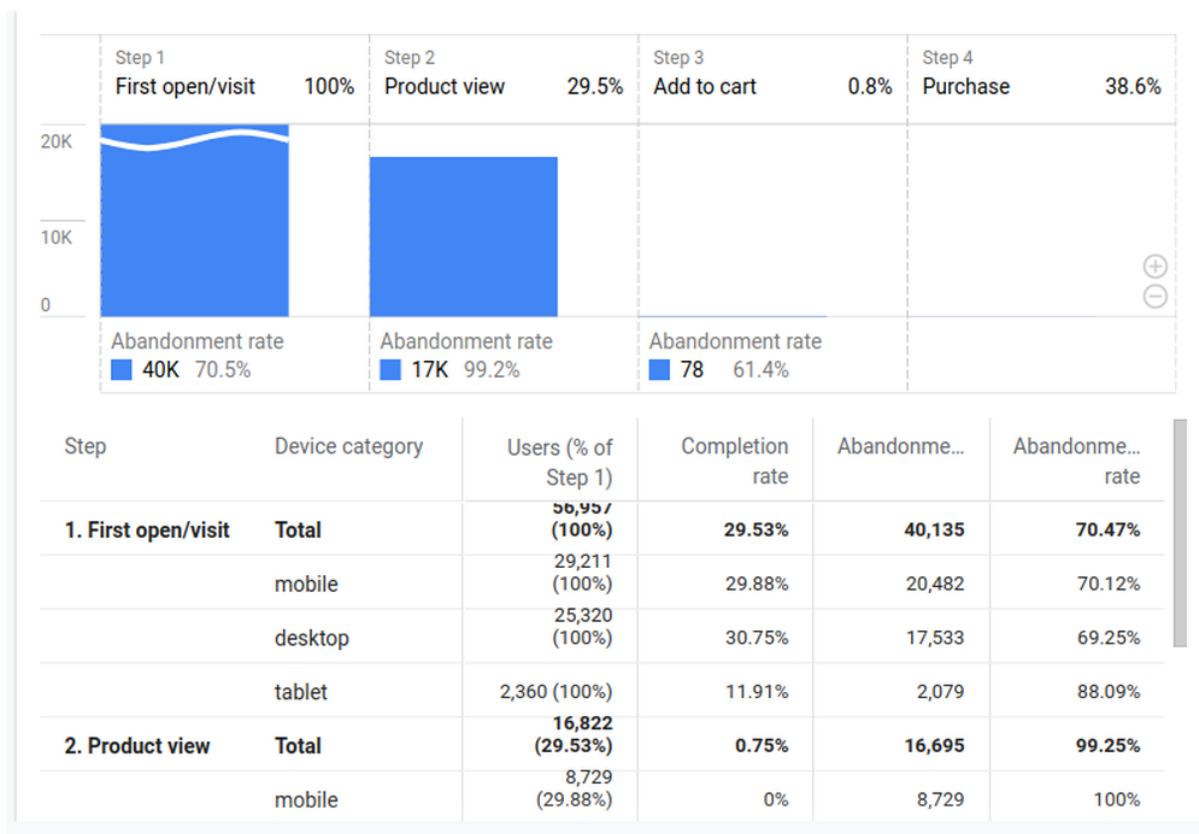 Step 1
First open/visit 100%
Step 2
Product view 29.5%
Step 3
Add to cart 0.8%
Step 4
Purchase 38.6%
20K
10K
0
Abandonment rate
40K 70.5%
Abandonment rate
17K 99.2%
Abandonment rate
78 61.4%
Step Device category Users (% of Step 1) Completion rate Abandonme... Abandonme... rate
1. First open/visit Total 56,957 (100%) 29.53% 40,135 70.47%
mobile 29,211 (100%) 29.88% 20,482 70.12%
desktop 25,320 (100%) 30.75% 17,533 69.25%
tablet 2,360 (100%) 11.91% 2,079 88.09%
2. Product view Total 16,822 (29.53%) 0.75% 16,695 99.25%
mobile 8,729 (29.88%) 0% 8,729 100%